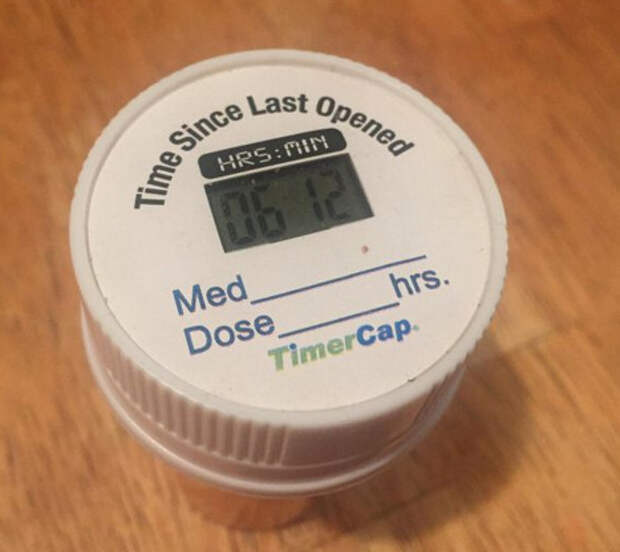 Time Since Last Opened
HRS:MIN
06 12
Med________hrs.
Dose________
TimerCap